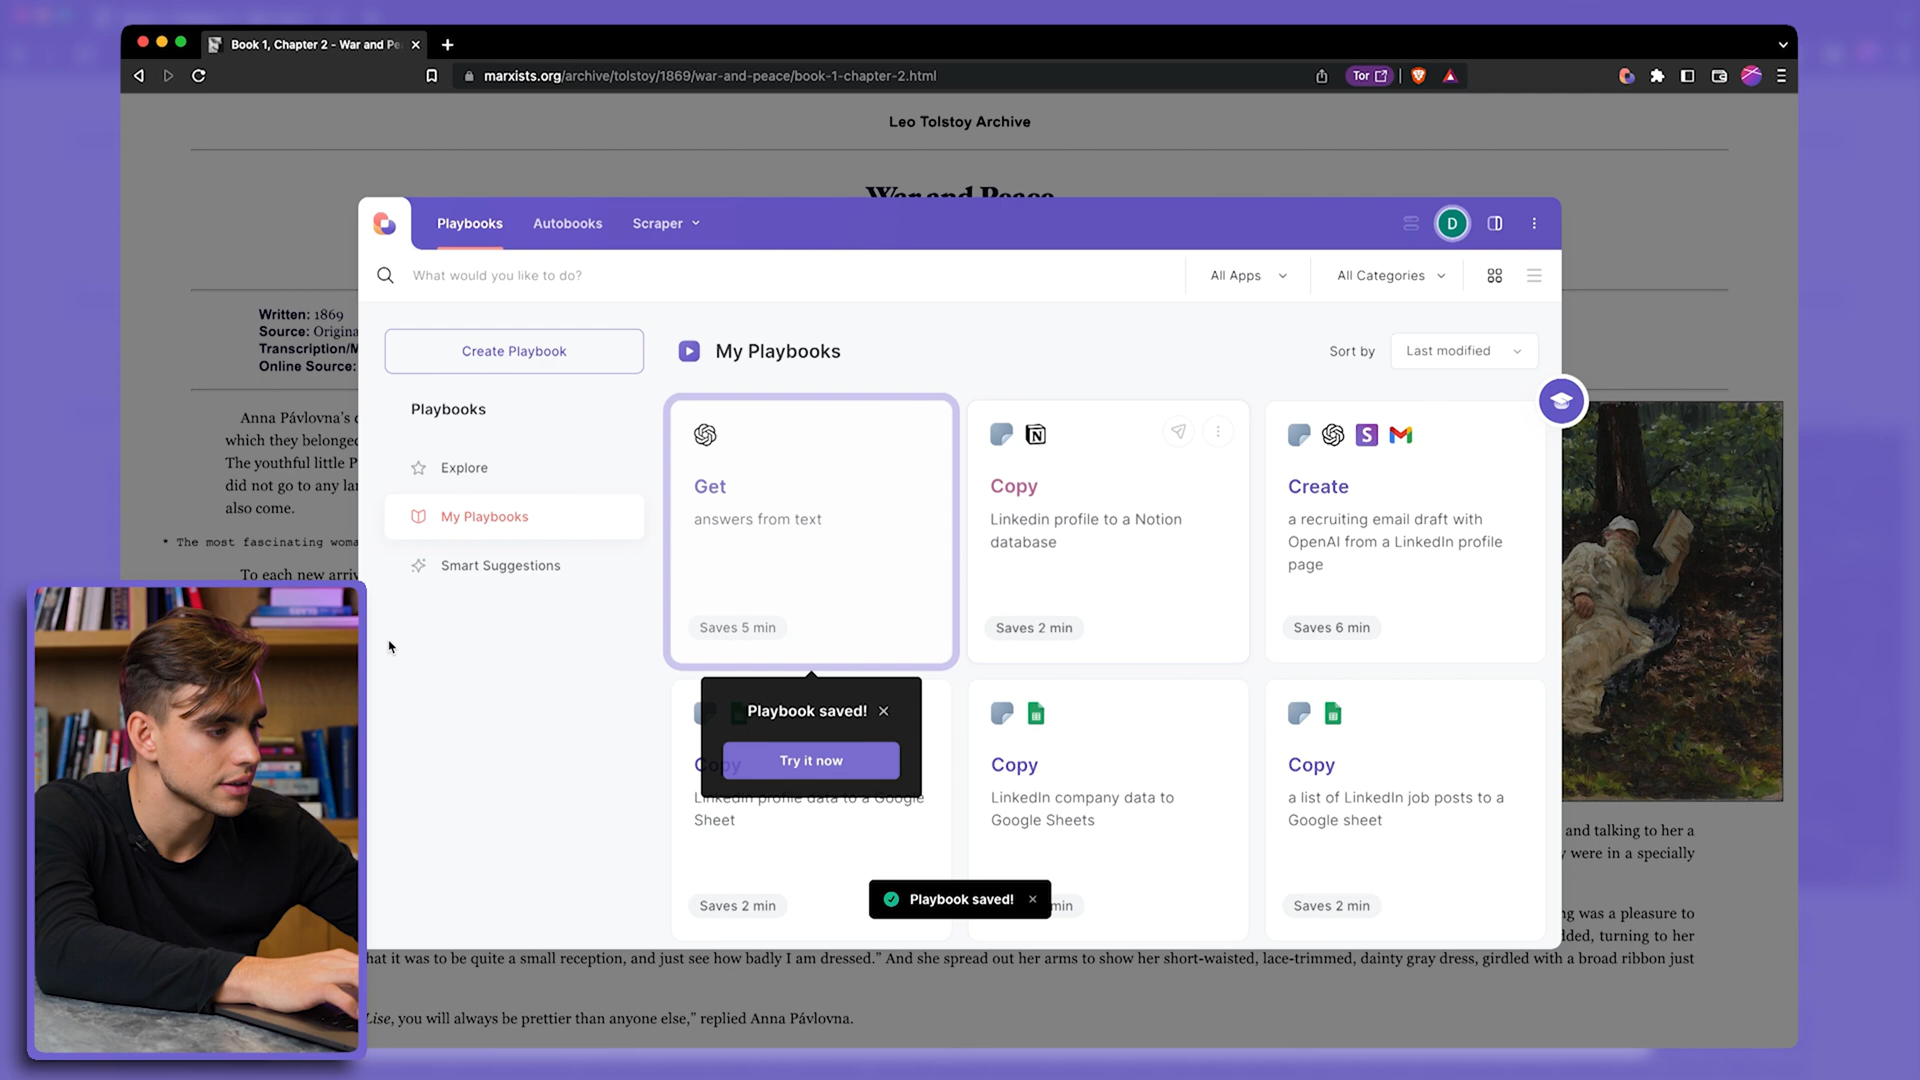 Book 1, Chapter 2 - War and Pe
marxists.org/archive/tolstoy/1869/war-and-peace/book-1-chapter-2.html
Tor
Leo Tolstoy Archive
War and Peace
Playbooks
Autobooks
Scraper
D
What would you like to do?
All Apps
All Categories
Written: 1869
Source: Origina
Transcription/M
Online Source:
Create Playbook
My Playbooks
Sort by
Last modified
Playbooks
Explore
My Playbooks
Smart Suggestions
Get
answers from text
Saves 5 min
N
Copy
Linkedin profile to a Notion
database
Saves 2 min
S
Create
a recruiting email draft with
OpenAI from a LinkedIn profile
page
Saves 6 min
Anna Pávlovna's
which they belonged
The youthful little P
did not go to any la
also come.
* The most fascinating woma
To each new arriv
Playbook saved!
Try it now
Copy
Linkedin profile data to a Google
Sheet
Saves 2 min
Copy
LinkedIn company data to
Google Sheets
min
Copy
a list of LinkedIn job posts to a
Google sheet
Saves 2 min
Playbook saved!
and talking to her a
y were in a specially
ng was a pleasure to
dded, turning to her
hat it was to be quite a small reception, and just see how badly I am dressed.” And she spread out her arms to show her short-waisted, lace-trimmed, dainty gray dress, girdled with a broad ribbon just
Lise, you will always be prettier than anyone else,” replied Anna Pávlovna.